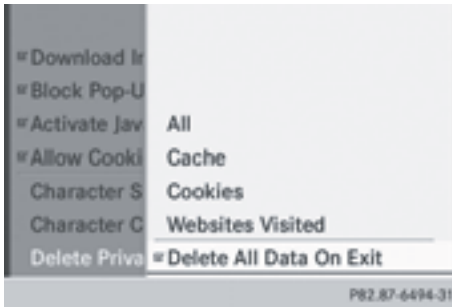 Download Ir
Block Pop-U
Activate Jav
All
Allow Cooki
Cache
Character S
Cookies
Character C
Websites Visited
Delete Priva
Delete All Data On Exit
P82.87-6494-31